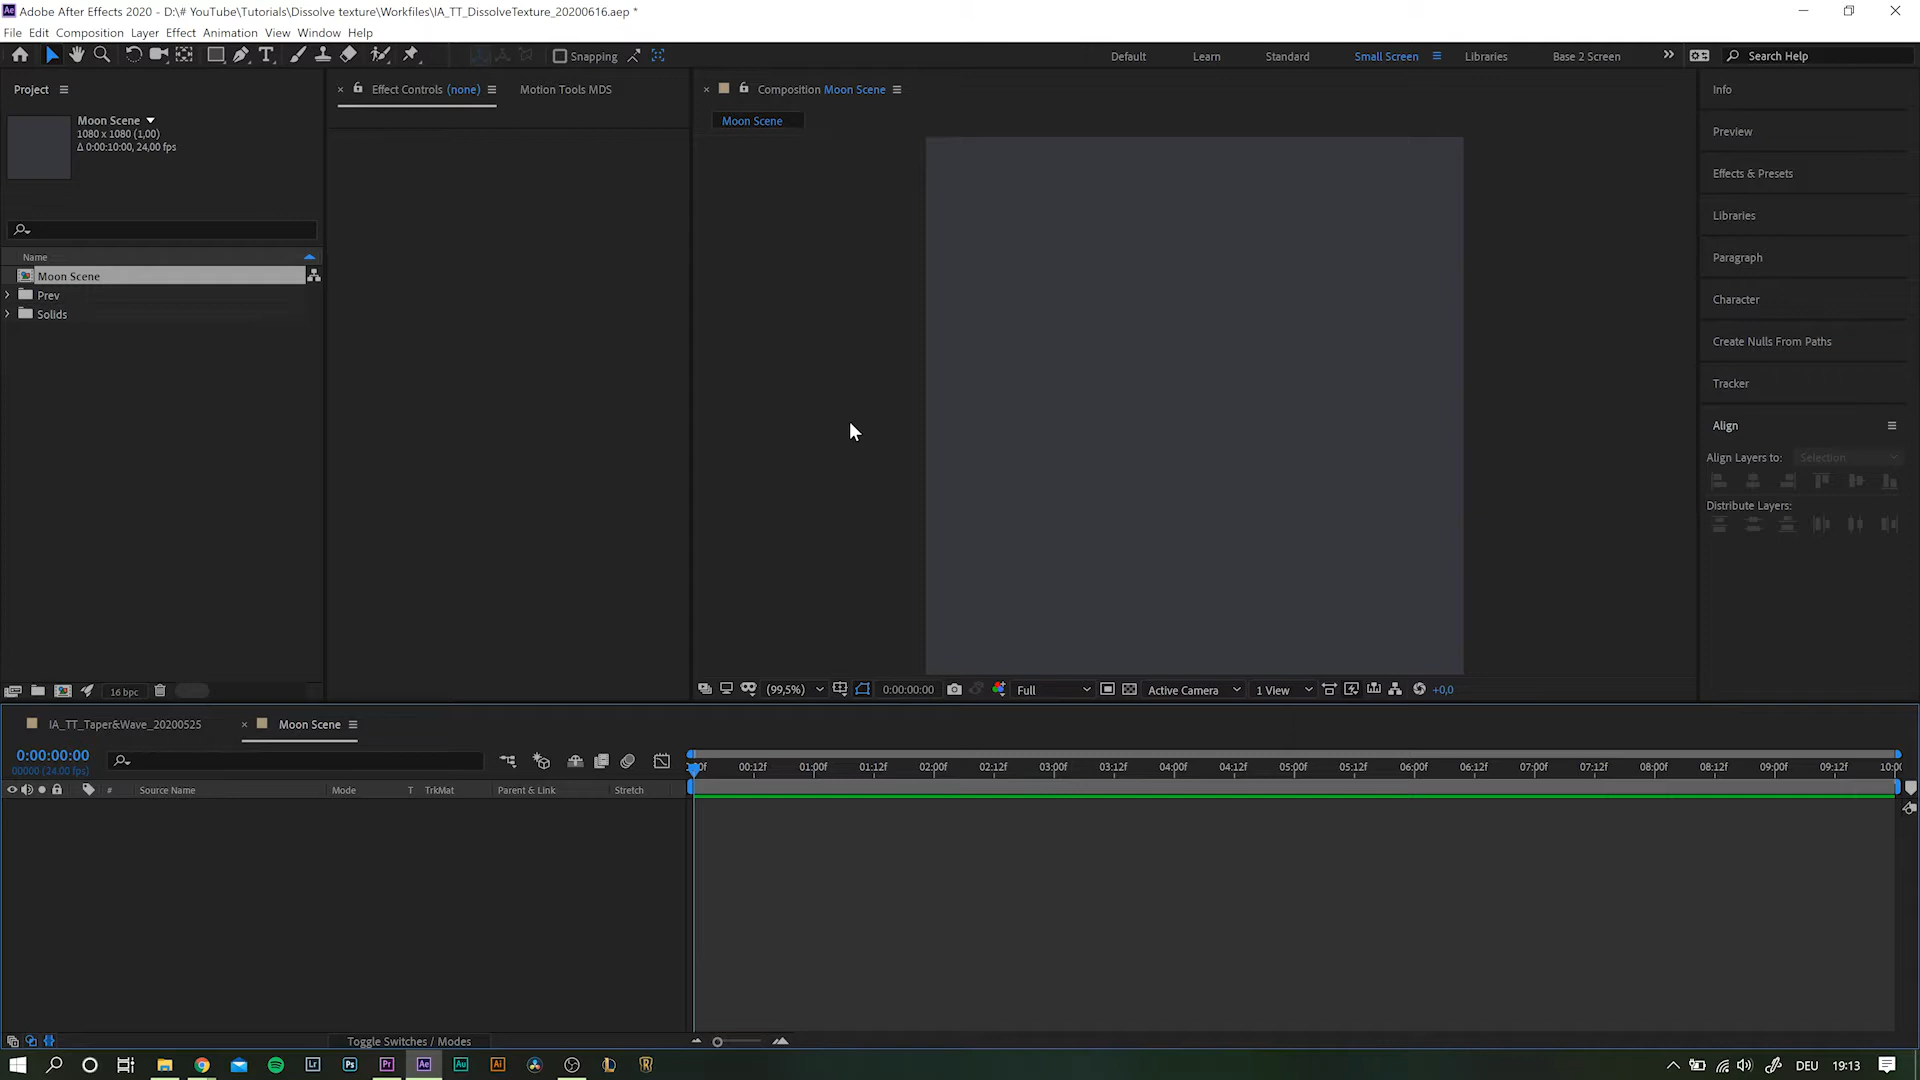 Adobe After Effects 2020 - D:\# YouTube\Tutorials\Dissolve texture\Workfiles\IA_TT_DissolveTexture_20200616.aep *
File Edit Composition Layer Effect Animation View Window Help
Snapping
Default Learn Standard Small Screen Libraries Base 2 Screen Search Help
Project
Effect Controls (none) Motion Tools MDS
Composition Moon Scene
Moon Scene
Moon Scene
1080 x 1080 (1,00)
Δ 0:00:10:00, 24,00 fps
Name
Moon Scene
Prev
Solids
Info
Preview
Effects & Presets
Libraries
Paragraph
Character
Create Nulls From Paths
Tracker
Align
Align Layers to: Selection
Distribute Layers:
16 bpc
(99,5%) 0:00:00:00 Full Active Camera 1 View +0,0
IA_TT_Taper&Wave_20200525 Moon Scene
0:00:00:00
00000 (24.00 fps)
00:12f 01:00f 01:12f 02:00f 02:12f 03:00f 03:12f 04:00f 04:12f 05:00f 05:12f 06:00f 06:12f 07:00f 07:12f 08:00f 08:12f 09:00f 09:12f
# Source Name Mode T TrkMat Parent & Link Stretch
Toggle Switches / Modes
Lr Ps Pr Ae Au Ai DEU 19:13